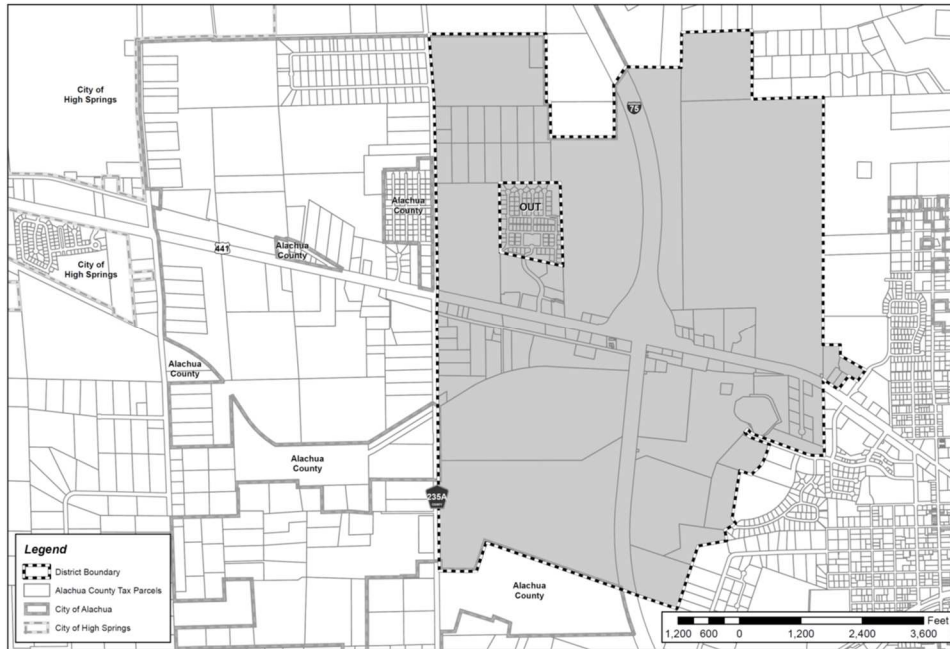 City of
High Springs
75
Alachua
County
OUT
441
Alachua
County
City of
High Springs
Alachua
County
Alachua
County
235A
Alachua
County
Legend
District Boundary
Alachua County Tax Parcels
City of Alachua
City of High Springs
Feet
1,200 600 0 1,200 2,400 3,600